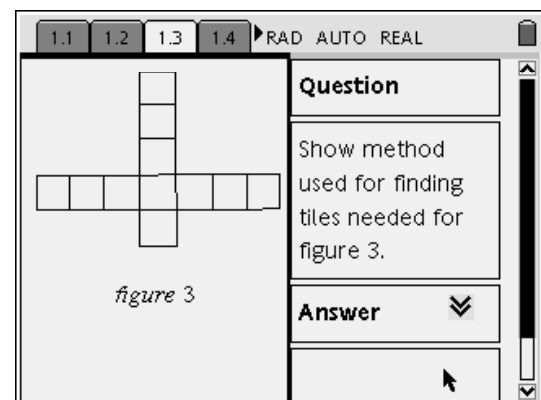 1.1 1.2 1.3 1.4 RAD AUTO REAL
figure 3
Question
Show method
used for finding
tiles needed for
figure 3.
Answer